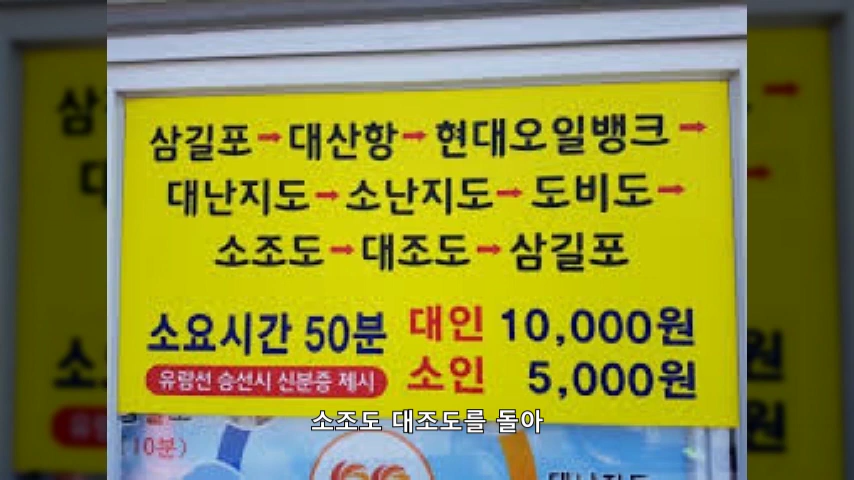 삼길포→대산항→현대오일뱅크→
대난지도→소난지도→도비도→
소조도→대조도→삼길포
소요시간 50분 대인 10,000원
유람선 승선시 신분증 제시 소인 5,000원
소조도 대조도를 돌아
10분)